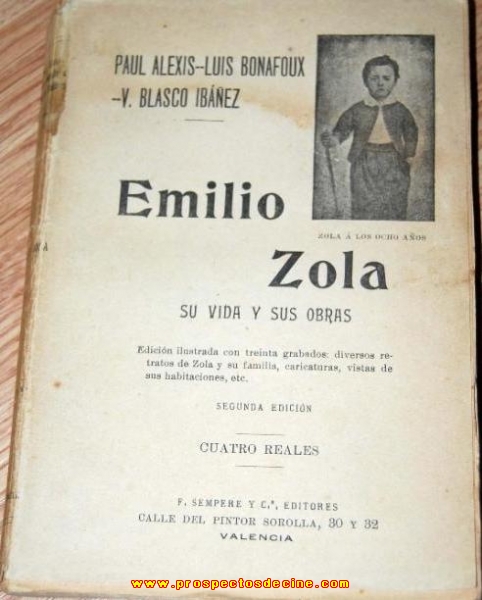 PAUL ALEXIS-LUIS BONAFOUX
-V. BLASCO IBÁÑEZ
ZOLA Á LOS OCHO AÑOS
Emilio
Zola
SU VIDA Y SUS OBRAS
Edición ilustrada con treinta grabados: diversos re-
tratos de Zola y su familia, caricaturas, vistas de
sus habitaciones, etc.
SEGUNDA EDICIÓN
CUATRO REALES
F. SEMPERE Y C.ª, EDITORES
CALLE DEL PINTOR SOROLLA, 30 Y 32
VALENCIA
www.prospectosdecine.com